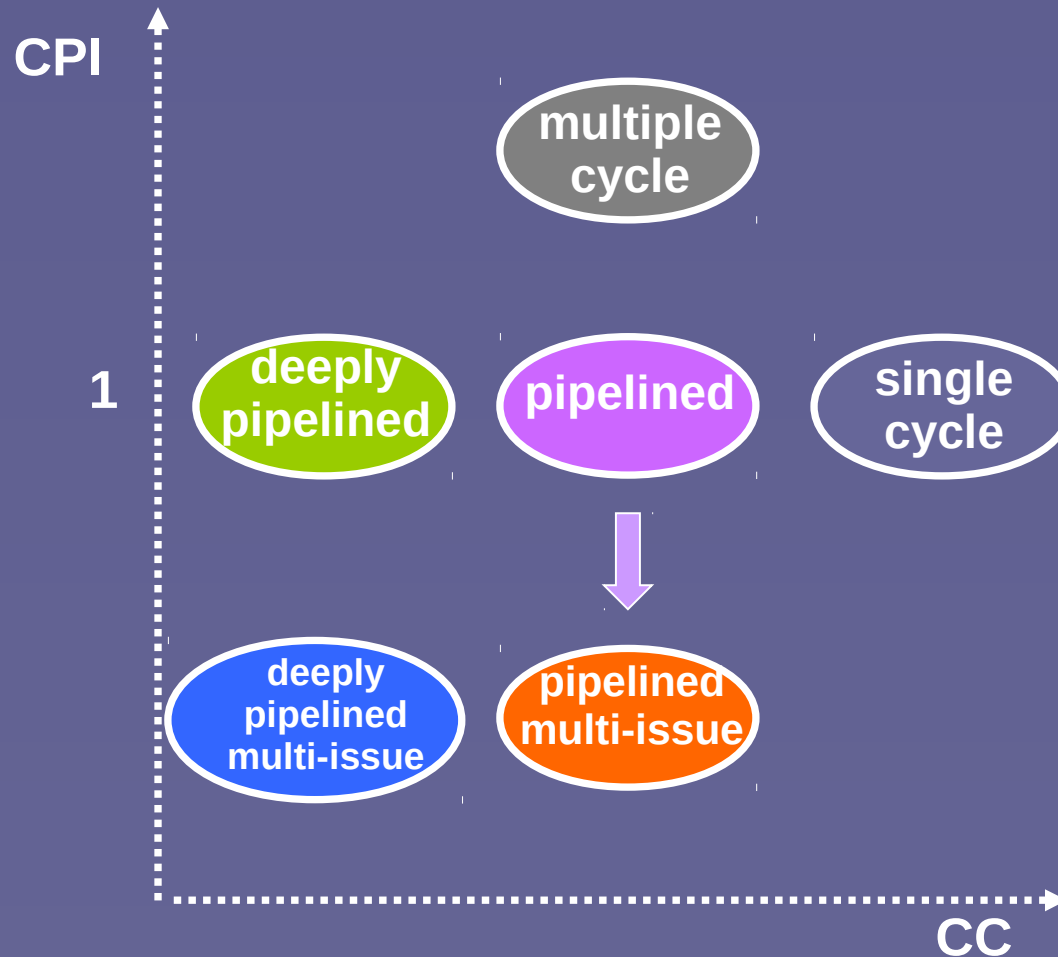 CPI
multiple
cycle
1
deeply
pipelined
pipelined
single
cycle
deeply
pipelined
multi-issue
pipelined
multi-issue
CC